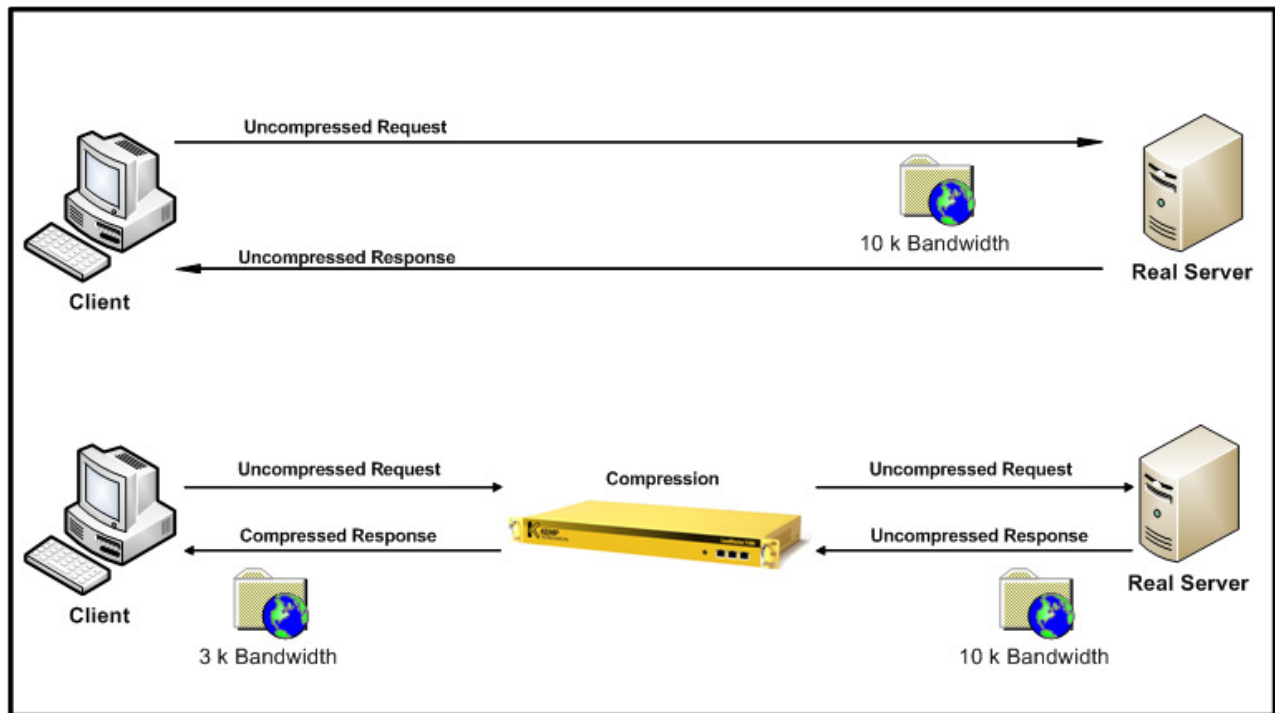 Uncompressed Request
10 k Bandwidth
Uncompressed Response
Client
Real Server
Uncompressed Request
Compression
Uncompressed Request
KEMP
Compressed Response
Uncompressed Response
Client
3 k Bandwidth
10 k Bandwidth
Real Server